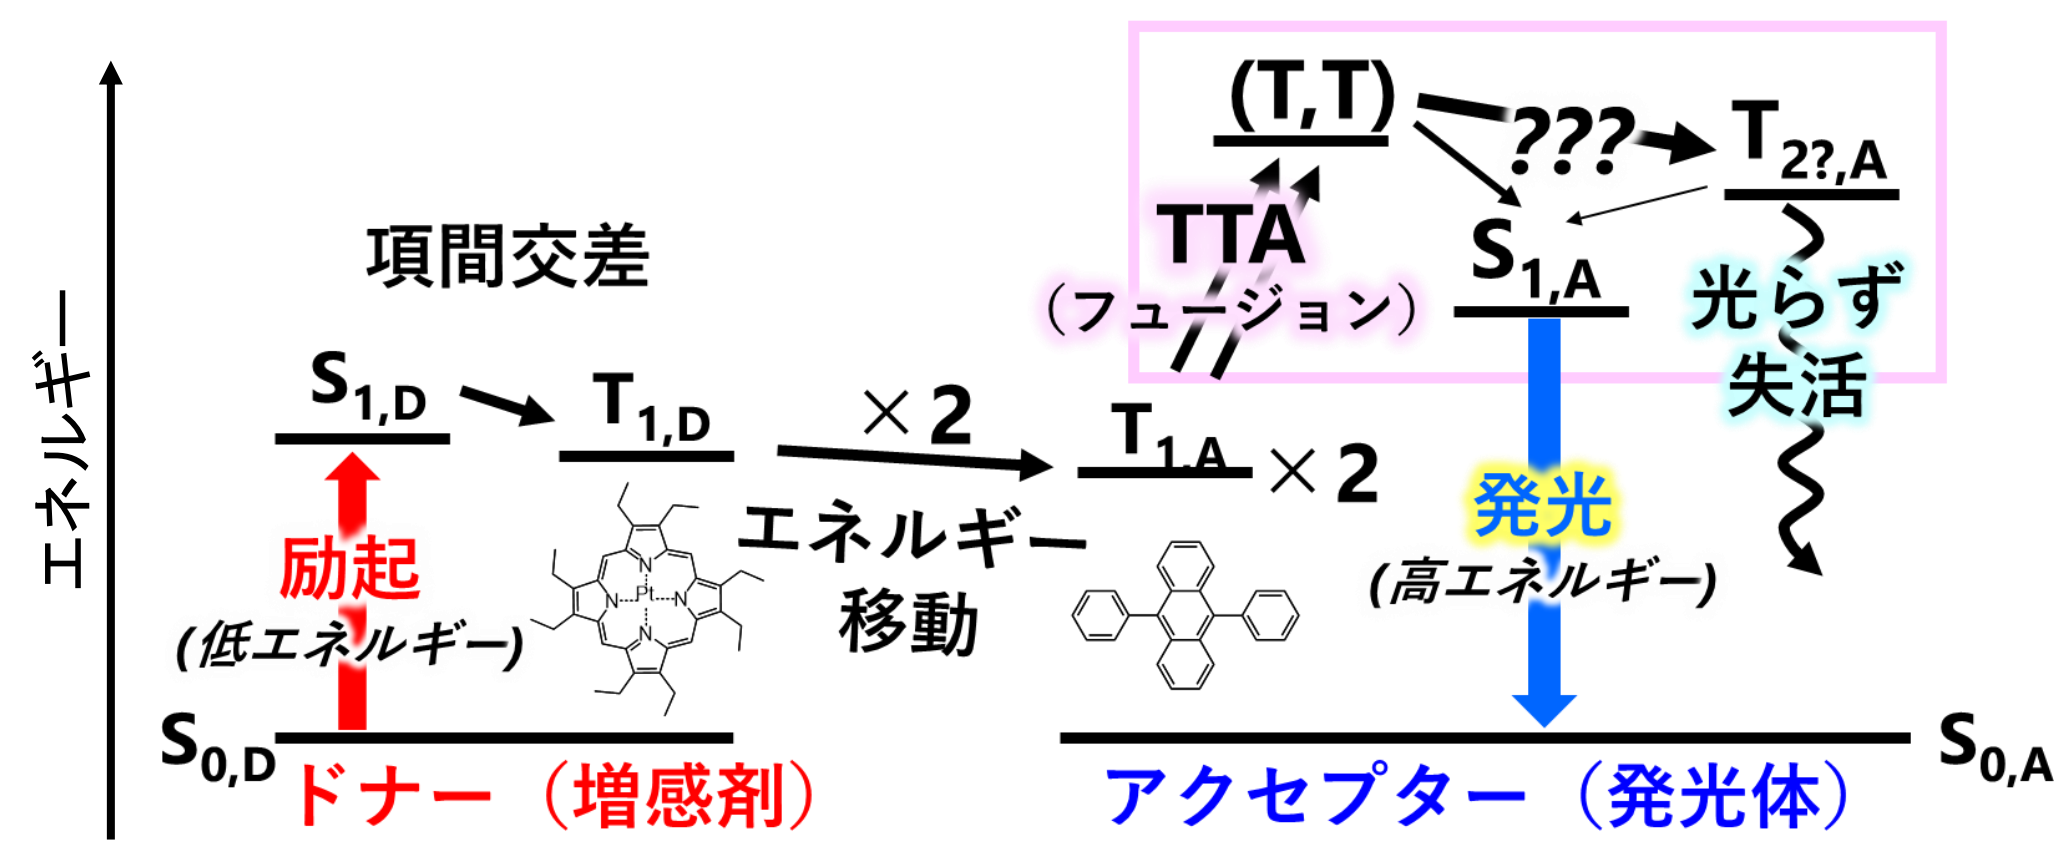 エネルギー
項間交差
S1,D
T1,D
×2
エネルギー
移動
励起
(低エネルギー)
S0,D
ドナー（増感剤）
N
N
Pt
N
N
(T,T)
???
T2?,A
TTA
（フュージョン）
S1,A
光らず
失活
T1,A
×2
発光
(高エネルギー)
アクセプター（発光体）
S0,A